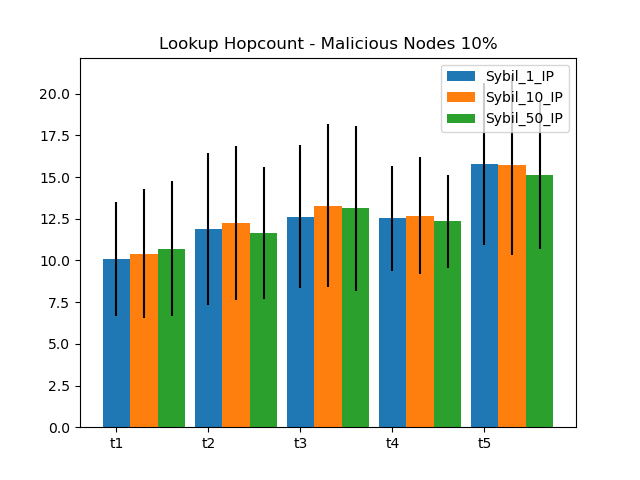 Lookup Hopcount - Malicious Nodes 10%
Sybil_1_IP
Sybil_10_IP
Sybil_50_IP
20.0
17.5
15.0
12.5
10.0
7.5
5.0
2.5
0.0
t1 t2 t3 t4 t5